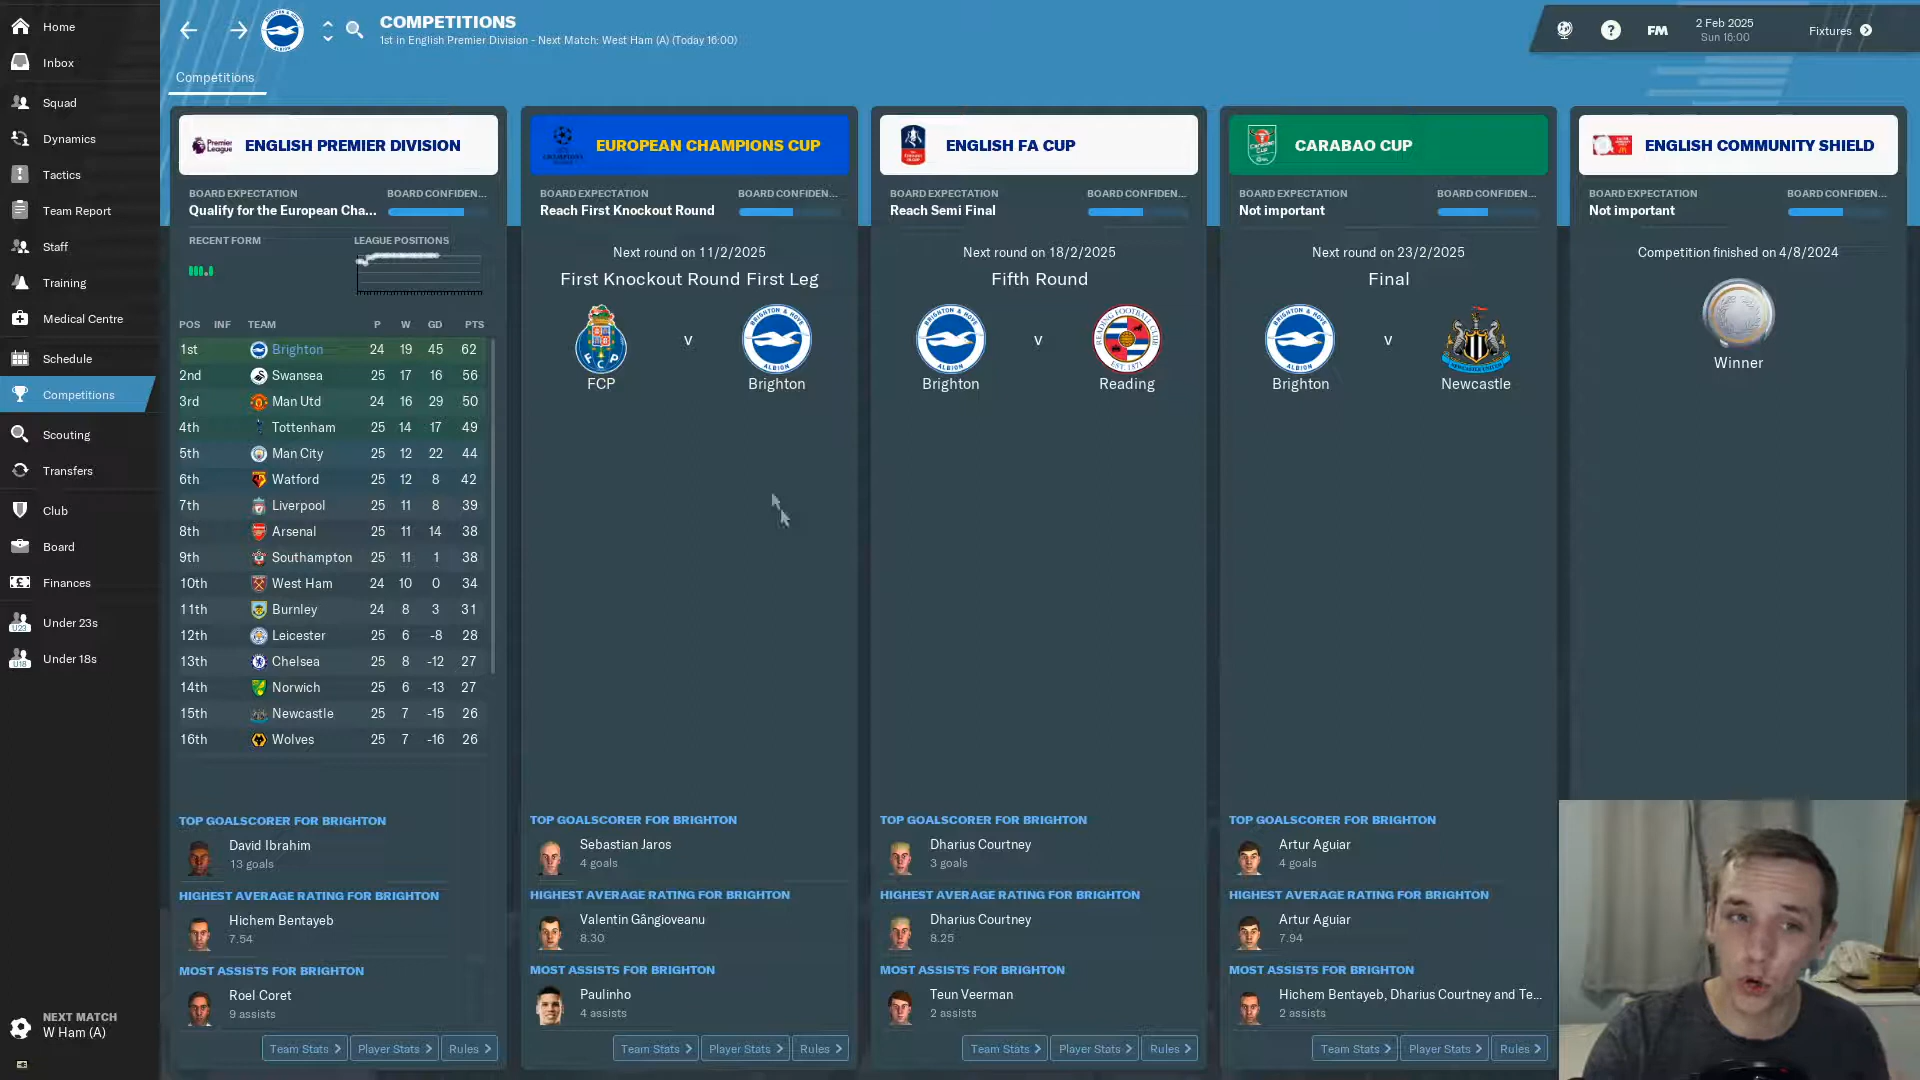 Home
Inbox
Squad
Dynamics
Tactics
Team Report
Staff
Training
Medical Centre
Schedule
Competitions
Scouting
Transfers
Club
Board
Finances
U23
Under 23s
U18
Under 18s
NEXT MATCH
W Ham (A)
COMPETITIONS
1st in English Premier Division - Next Match: West Ham (A) (Today 16:00)
FM
2 Feb 2025
Sun 16:00
Fixtures
Competitions
Premier League
ENGLISH PREMIER DIVISION
BOARD EXPECTATION
BOARD CONFIDEN...
Qualify for the European Cha...
RECENT FORM
LEAGUE POSITIONS
POS INF TEAM P W GD PTS
1st Brighton 24 19 45 62
2nd Swansea 25 17 16 56
3rd Man Utd 24 16 29 50
4th Tottenham 25 14 17 49
5th Man City 25 12 22 44
6th Watford 25 12 8 42
7th Liverpool 25 11 8 39
8th Arsenal 25 11 14 38
9th Southampton 25 11 1 38
10th West Ham 24 10 0 34
11th Burnley 24 8 3 31
12th Leicester 25 6 -8 28
13th Chelsea 25 8 -12 27
14th Norwich 25 6 -13 27
15th Newcastle 25 7 -15 26
16th Wolves 25 7 -16 26
TOP GOALSCORER FOR BRIGHTON
David Ibrahim
13 goals
HIGHEST AVERAGE RATING FOR BRIGHTON
Hichem Bentayeb
7.54
MOST ASSISTS FOR BRIGHTON
Roel Coret
9 assists
Team Stats
Player Stats
Rules
EUROPEAN CHAMPIONS CUP
BOARD EXPECTATION
BOARD CONFIDEN...
Reach First Knockout Round
Next round on 11/2/2025
First Knockout Round First Leg
v
FCP
Brighton
TOP GOALSCORER FOR BRIGHTON
Sebastian Jaros
4 goals
HIGHEST AVERAGE RATING FOR BRIGHTON
Valentin Gângioveanu
8.30
MOST ASSISTS FOR BRIGHTON
Paulinho
4 assists
Team Stats
Player Stats
Rules
ENGLISH FA CUP
BOARD EXPECTATION
BOARD CONFIDEN...
Reach Semi Final
Next round on 18/2/2025
Fifth Round
v
Brighton
Reading
TOP GOALSCORER FOR BRIGHTON
Dharius Courtney
3 goals
HIGHEST AVERAGE RATING FOR BRIGHTON
Dharius Courtney
8.25
MOST ASSISTS FOR BRIGHTON
Teun Veerman
2 assists
Team Stats
Player Stats
Rules
CARABAO CUP
BOARD EXPECTATION
BOARD CONFIDEN...
Not important
Next round on 23/2/2025
Final
v
Brighton
Newcastle
TOP GOALSCORER FOR BRIGHTON
Artur Aguiar
4 goals
HIGHEST AVERAGE RATING FOR BRIGHTON
Artur Aguiar
7.94
MOST ASSISTS FOR BRIGHTON
Hichem Bentayeb, Dharius Courtney and Te...
2 assists
Team Stats
Player Stats
Rules
ENGLISH COMMUNITY SHIELD
BOARD EXPECTATION
BOARD CONFIDEN...
Not important
Competition finished on 4/8/2024
Winner